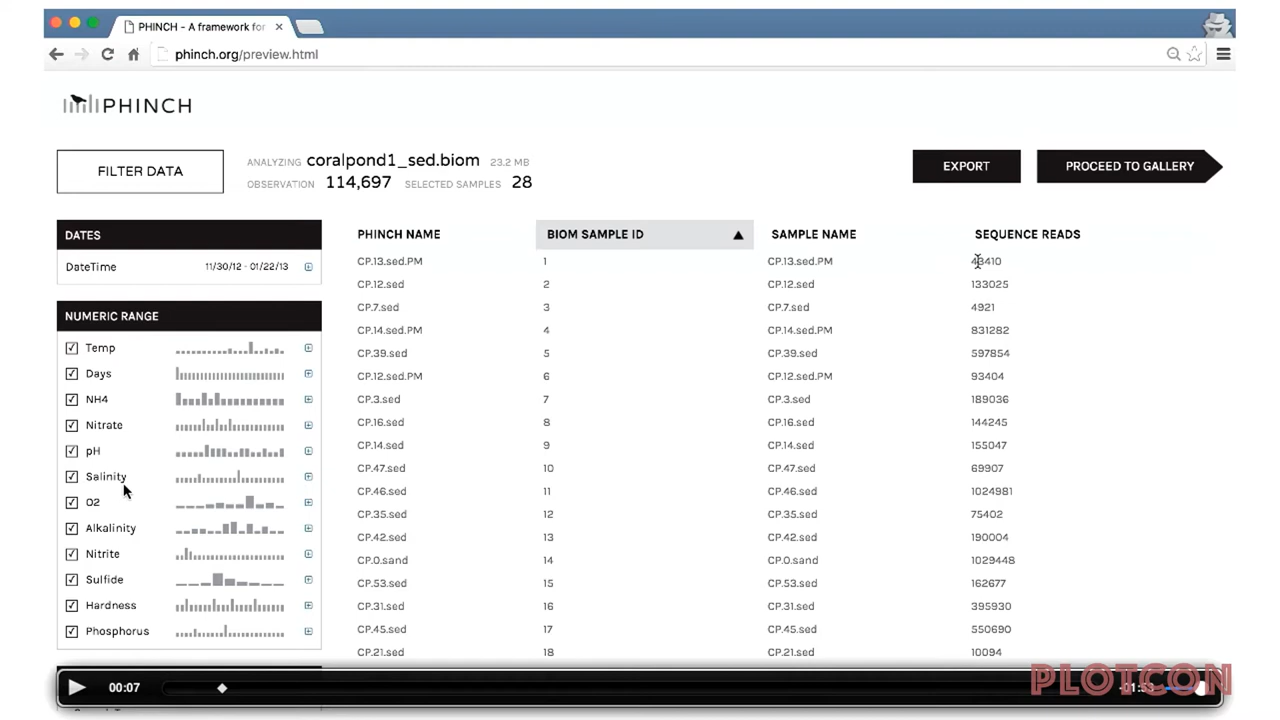 PHINCH - A framework for
phinch.org/preview.html
PHINCH
FILTER DATA
ANALYZING coralpond1_sed.biom 23.2 MB
OBSERVATION 114,697 SELECTED SAMPLES 28
EXPORT
PROCEED TO GALLERY
DATES
DateTime 11/30/12 - 01/22/13
NUMERIC RANGE
Temp
Days
NH4
Nitrate
pH
Salinity
O2
Alkalinity
Nitrite
Sulfide
Hardness
Phosphorus
PHINCH NAME BIOM SAMPLE ID SAMPLE NAME SEQUENCE READS
CP.13.sed.PM 1 CP.13.sed.PM 43410
CP.12.sed 2 CP.12.sed 133025
CP.7.sed 3 CP.7.sed 4921
CP.14.sed.PM 4 CP.14.sed.PM 831282
CP.39.sed 5 CP.39.sed 597854
CP.12.sed.PM 6 CP.12.sed.PM 93404
CP.3.sed 7 CP.3.sed 189036
CP.16.sed 8 CP.16.sed 144245
CP.14.sed 9 CP.14.sed 155047
CP.47.sed 10 CP.47.sed 69907
CP.46.sed 11 CP.46.sed 1024981
CP.35.sed 12 CP.35.sed 75402
CP.42.sed 13 CP.42.sed 190004
CP.0.sand 14 CP.0.sand 1029448
CP.53.sed 15 CP.53.sed 162677
CP.31.sed 16 CP.31.sed 395930
CP.45.sed 17 CP.45.sed 550690
CP.21.sed 18 CP.21.sed 10094
00:07
-01:53
PLOTCON